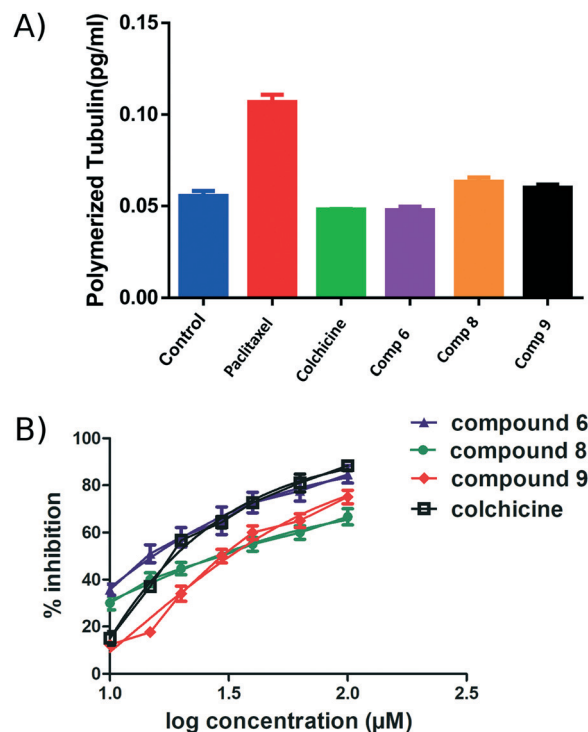 A)
Polymerized Tubulin(pg/ml)
0.15
0.10
0.05
0.00
Control
Paclitaxel
Colchicine
Comp 6
Comp 8
Comp 9
B)
compound 6
compound 8
compound 9
colchicine
% inhibition
100
80
60
40
20
0
1.0
1.5
2.0
2.5
log concentration (µM)